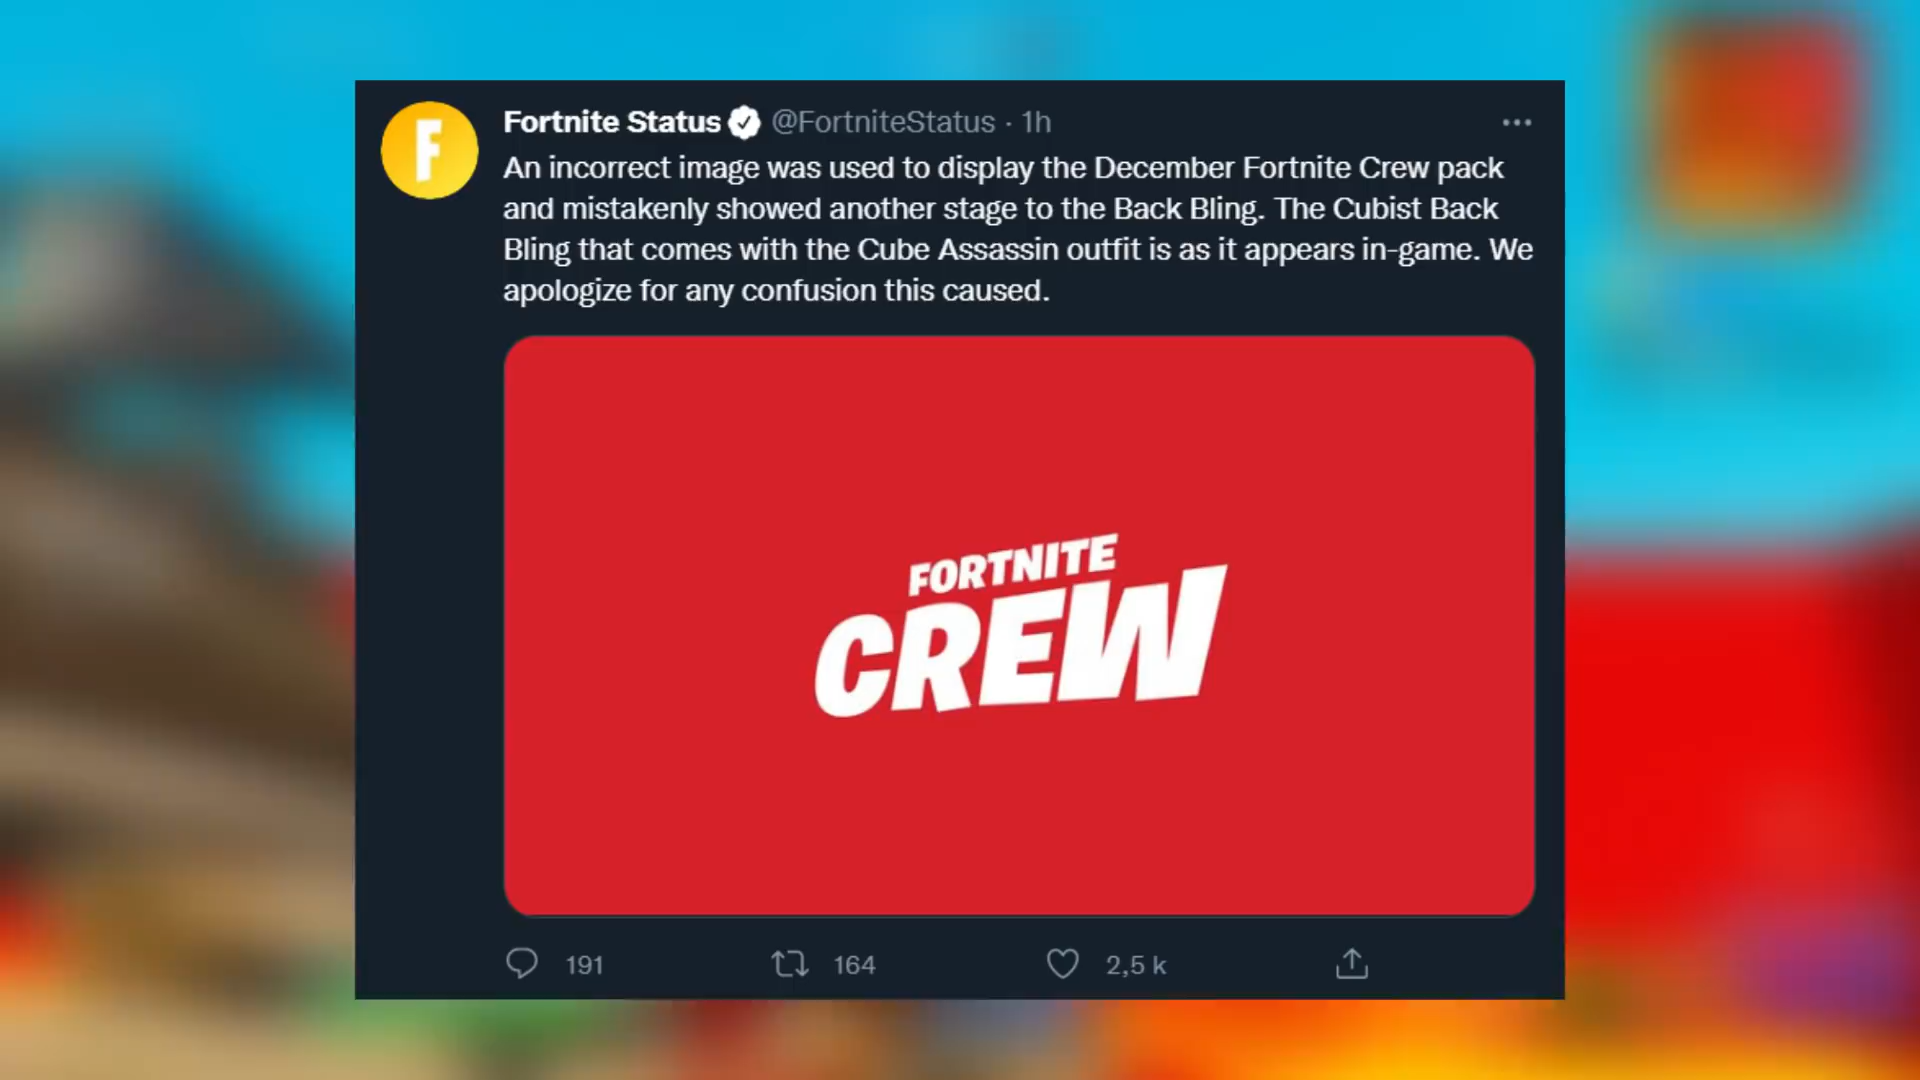 Fortnite Status @FortniteStatus · 1h
An incorrect image was used to display the December Fortnite Crew pack
and mistakenly showed another stage to the Back Bling. The Cubist Back
Bling that comes with the Cube Assassin outfit is as it appears in-game. We
apologize for any confusion this caused.
F
FORTNITE
CREW
191 164 2,5 k